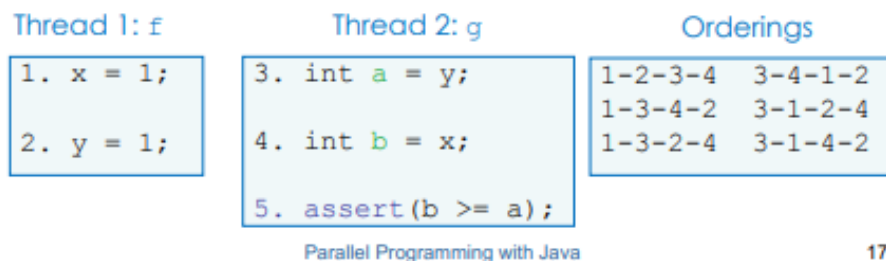 Thread 1: f
1. x = 1;
2. y = 1;
Thread 2: g
3. int a = y;
4. int b = x;
5. assert(b >= a);
Orderings
1-2-3-4 3-4-1-2
1-3-4-2 3-1-2-4
1-3-2-4 3-1-4-2
Parallel Programming with Java
17